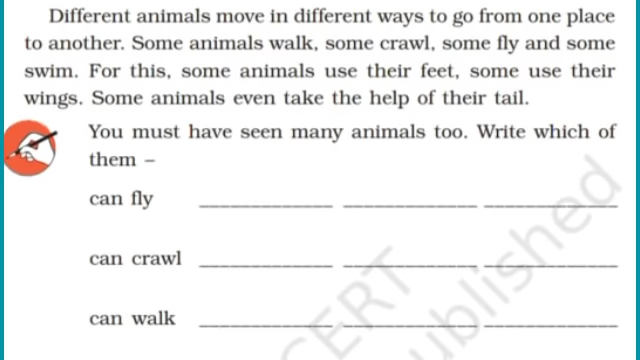 Different animals move in different ways to go from one place
to another. Some animals walk, some crawl, some fly and some
swim. For this, some animals use their feet, some use their
wings. Some animals even take the help of their tail.
You must have seen many animals too. Write which of
them –
can fly
can crawl
can walk
CERT
ublished